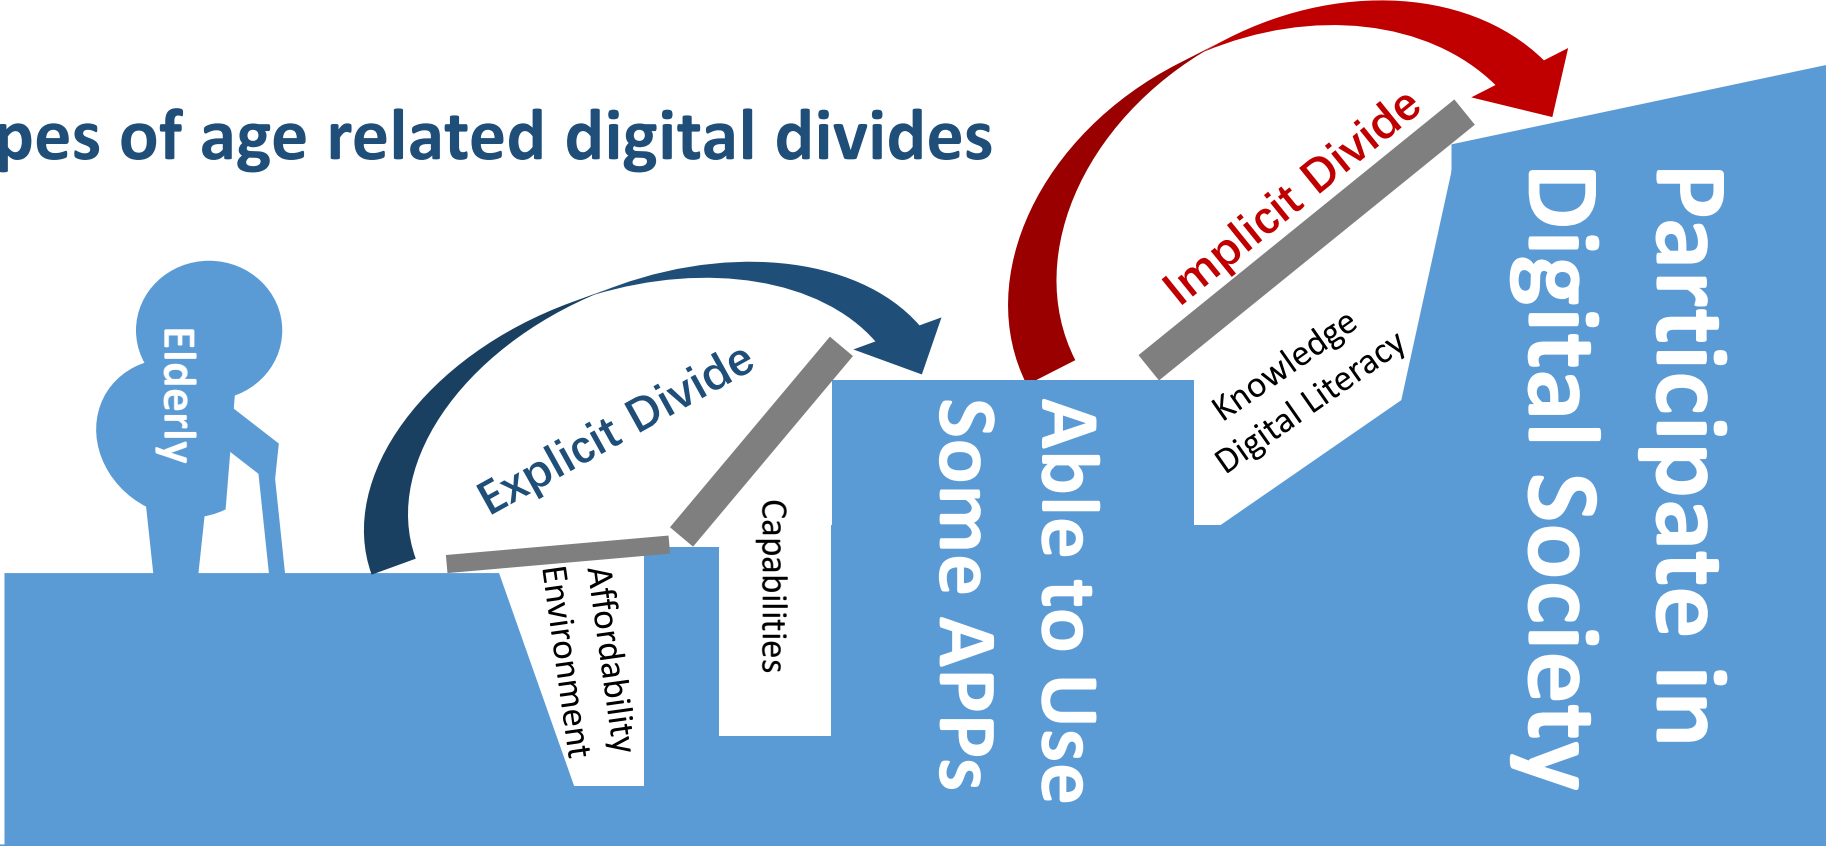 pes of age related digital divides
Elderly
Explicit Divide
Affordability
Environment
Capabilities
Able to Use
Some APPs
Implicit Divide
Knowledge
Digital Literacy
Participate in
Digital Society